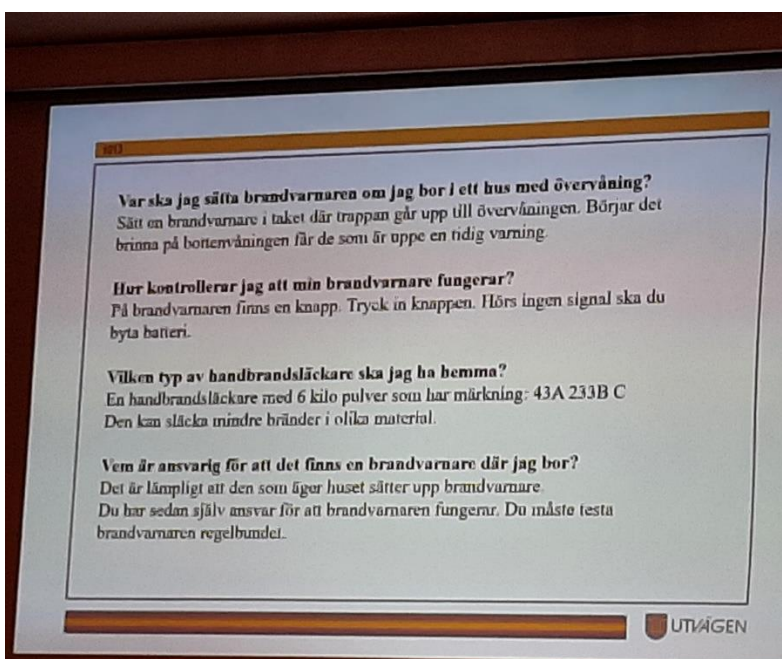 Var ska jag sätta brandvarnaren om jag bor i ett hus med övervåning?
Sätt en brandvarnare i taket där trappan går upp till övervåningen. Börjar det
brinna på bottenvåningen får de som är uppe en tidig varning.
Hur kontrollerar jag att min brandvarnare fungerar?
På brandvarnaren finns en knapp. Tryck in knappen. Hörs ingen signal ska du
byta batteri.
Vilken typ av handbrandsläckare ska jag ha hemma?
En handbrandsläckare med 6 kilo pulver som har märkning: 43A 233B C
Den kan släcka mindre bränder i olika material.
Vem är ansvarig för att det finns en brandvarnare där jag bor?
Det är lämpligt att den som äger huset sätter upp brandvarnare.
Du har sedan själv ansvar för att brandvarnaren fungerar. Du måste testa
brandvarnaren regelbundet.
UTVÄGEN